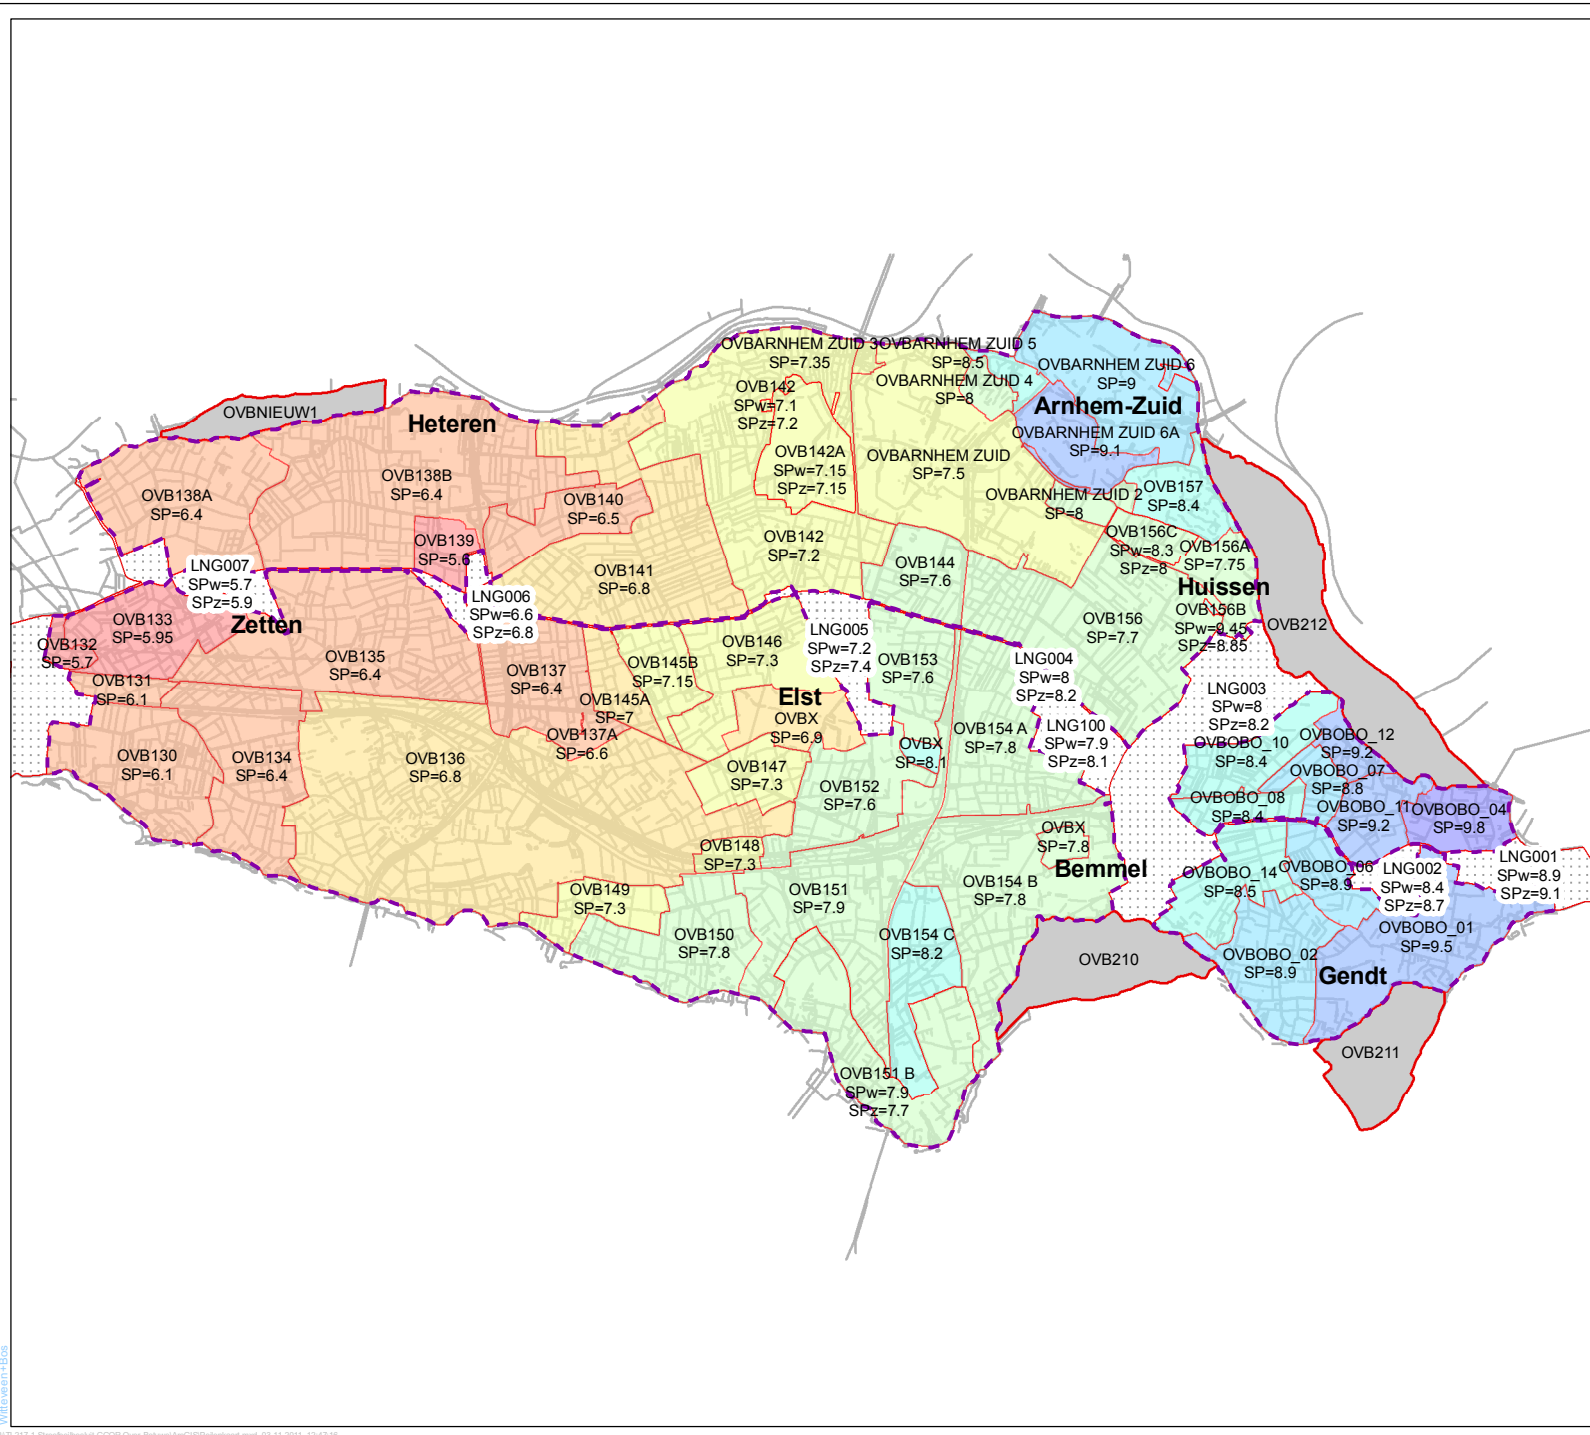 OVBARNHEM ZUID 3
SP=7.35
OVBARNHEM ZUID 5
SP=8.5
OVBARNHEM ZUID 6
SP=9
OVBARNHEM ZUID 4
SP=8
OVB142
SPw=7.1
SPz=7.2
OVBNIEUW1
Heteren
Arnhem-Zuid
OVBARNHEM ZUID 6A
SP=9.1
OVB142A
SPw=7.15
SPz=7.15
OVBARNHEM ZUID
SP=7.5
OVB138B
SP=6.4
OVB138A
SP=6.4
OVB140
SP=6.5
OVBARNHEM ZUID 2
SP=8
OVB157
SP=8.4
OVB139
SP=5.6
OVB142
SP=7.2
OVB156C
SPw=8.3
SPz=8
OVB156A
SP=7.75
OVB144
SP=7.6
LNG007
SPw=5.7
SPz=5.9
OVB141
SP=6.8
Huissen
LNG006
SPw=6.6
SPz=6.8
OVB133
SP=5.95
Zetten
OVB156B
SPw=9.45
SPz=8.85
OVB156
SP=7.7
OVB212
LNG005
SPw=7.2
SPz=7.4
OVB132
SP=5.7
OVB135
SP=6.4
OVB146
SP=7.3
OVB145B
SP=7.15
OVB153
SP=7.6
LNG004
SPw=8
SPz=8.2
OVB137
SP=6.4
OVB131
SP=6.1
OVB145A
SP=7
Elst
LNG003
SPw=8
SPz=8.2
OVBX
SP=6.9
OVB154 A
SP=7.8
LNG100
SPw=7.9
SPz=8.1
OVB137A
SP=6.6
OVBX
SP=8.1
OVBOBO_12
SP=9.2
OVBOBO_10
SP=8.4
OVB130
SP=6.1
OVB134
SP=6.4
OVB136
SP=6.8
OVB147
SP=7.3
OVBOBO_07
SP=8.8
OVB152
SP=7.6
OVBOBO_08
SP=8.4
OVBOBO_11
SP=9.2
OVBOBO_04
SP=9.8
OVBX
SP=7.8
OVB148
SP=7.3
Bemmel
LNG001
SPw=8.9
SPz=9.1
OVBOBO_14
SP=8.5
OVBOBO_06
SP=8.9
LNG002
SPw=8.4
SPz=8.7
OVB149
SP=7.3
OVB151
SP=7.9
OVB154 B
SP=7.8
OVB150
SP=7.8
OVB154 C
SP=8.2
OVBOBO_01
SP=9.5
OVB210
OVBOBO_02
SP=8.9
Gendt
OVB211
OVB151 B
SPw=7.9
SPz=7.7
Witteveen+Bos